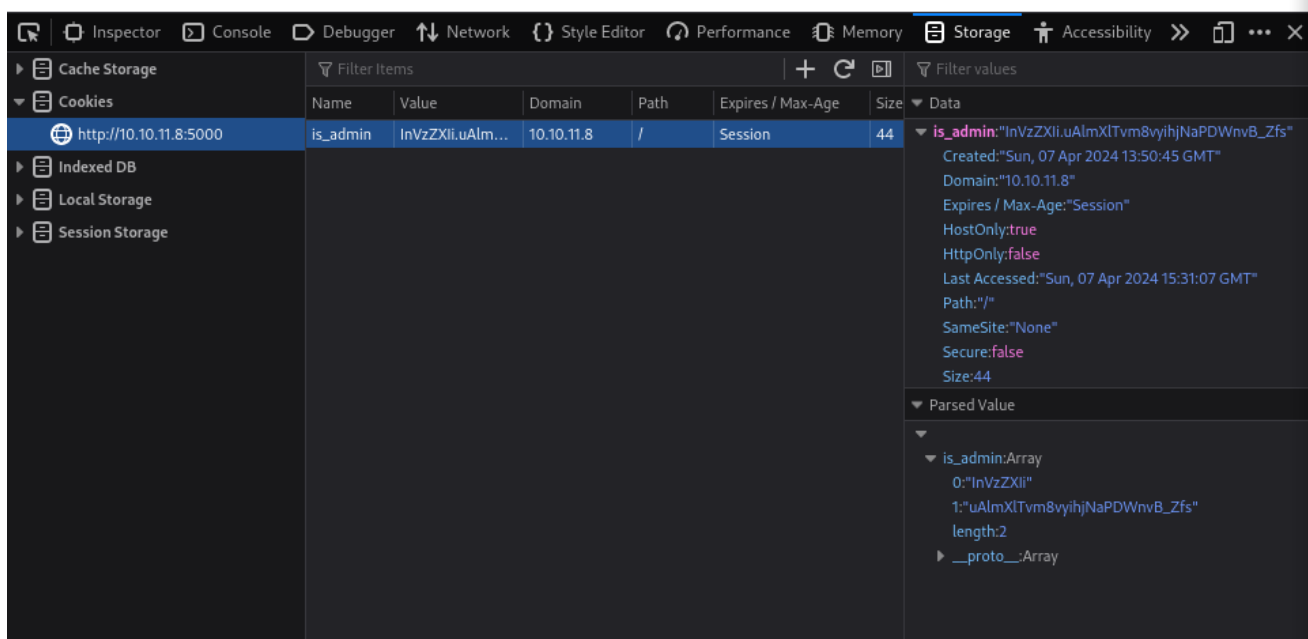 Inspector Console Debugger Network {} Style Editor Performance Memory Storage Accessibility
Cache Storage
Cookies
http://10.10.11.8:5000
Indexed DB
Local Storage
Session Storage
Filter Items
Name Value Domain Path Expires / Max-Age Size
is_admin InVzZXIi.uAlm... 10.10.11.8 / Session 44
Filter values
Data
is_admin:"InVzZXIi.uAlmXlTvm8vyihjNaPDWnvB_Zfs"
Created:"Sun, 07 Apr 2024 13:50:45 GMT"
Domain:"10.10.11.8"
Expires / Max-Age:"Session"
HostOnly:true
HttpOnly:false
Last Accessed:"Sun, 07 Apr 2024 15:31:07 GMT"
Path:"/"
SameSite:"None"
Secure:false
Size:44
Parsed Value
is_admin:Array
0:"InVzZXIi"
1:"uAlmXlTvm8vyihjNaPDWnvB_Zfs"
length:2
__proto__:Array